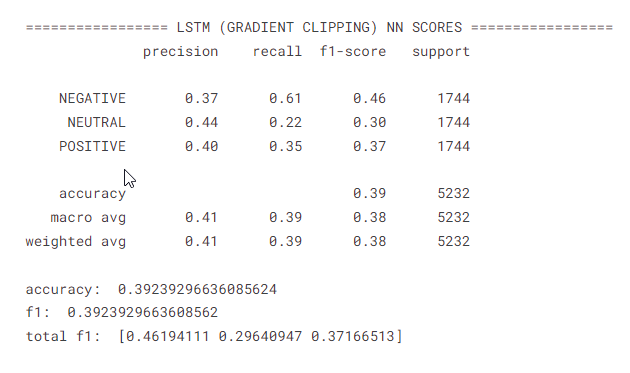 ================= LSTM (GRADIENT CLIPPING) NN SCORES =================
precision recall f1-score support
NEGATIVE 0.37 0.61 0.46 1744
NEUTRAL 0.44 0.22 0.30 1744
POSITIVE 0.40 0.35 0.37 1744
accuracy 0.39 5232
macro avg 0.41 0.39 0.38 5232
weighted avg 0.41 0.39 0.38 5232
accuracy: 0.39239296636085624
f1: 0.3923929663608562
total f1: [0.46194111 0.29640947 0.37166513]